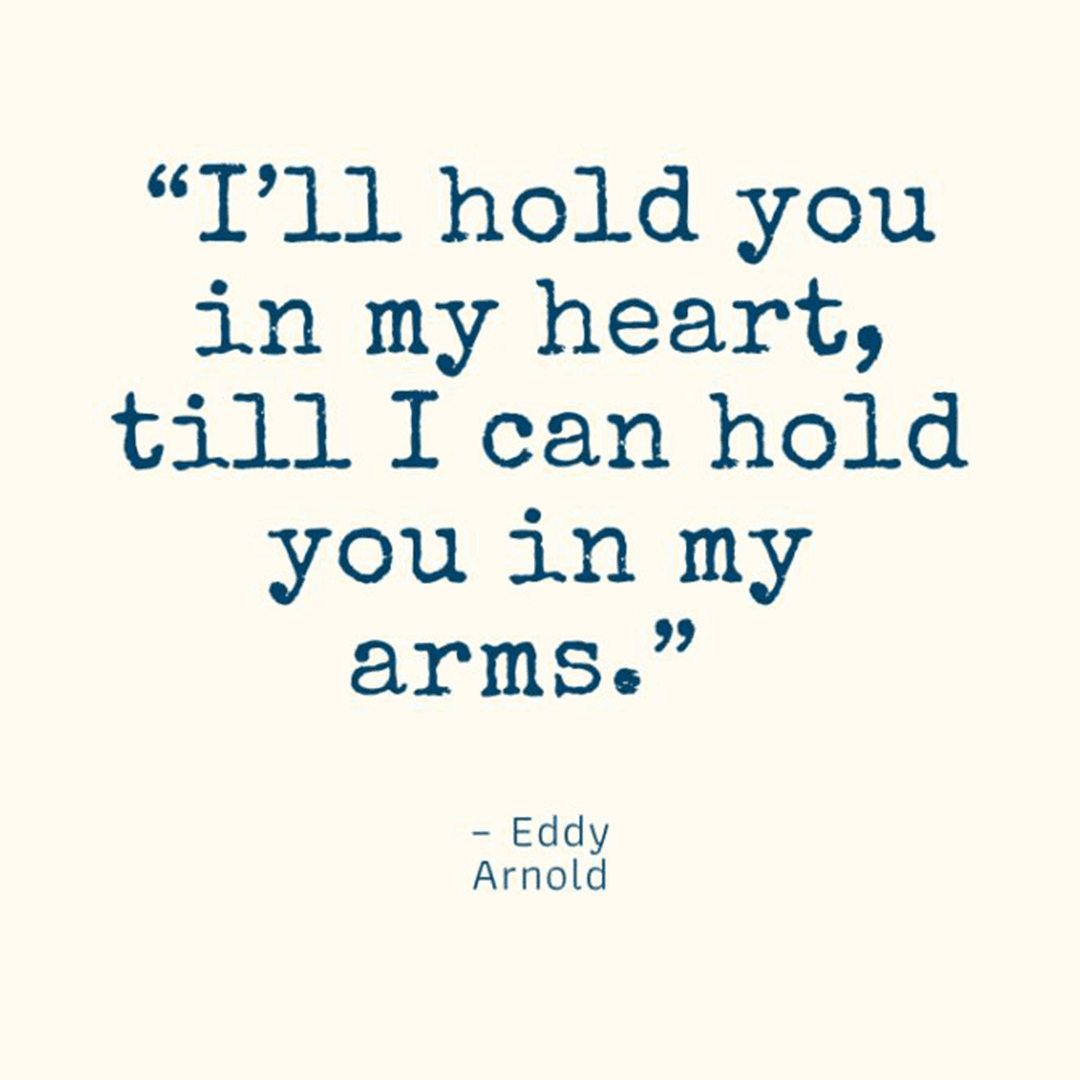 “I’ll hold you
in my heart,
till I can hold
you in my
arms.”
– Eddy
Arnold